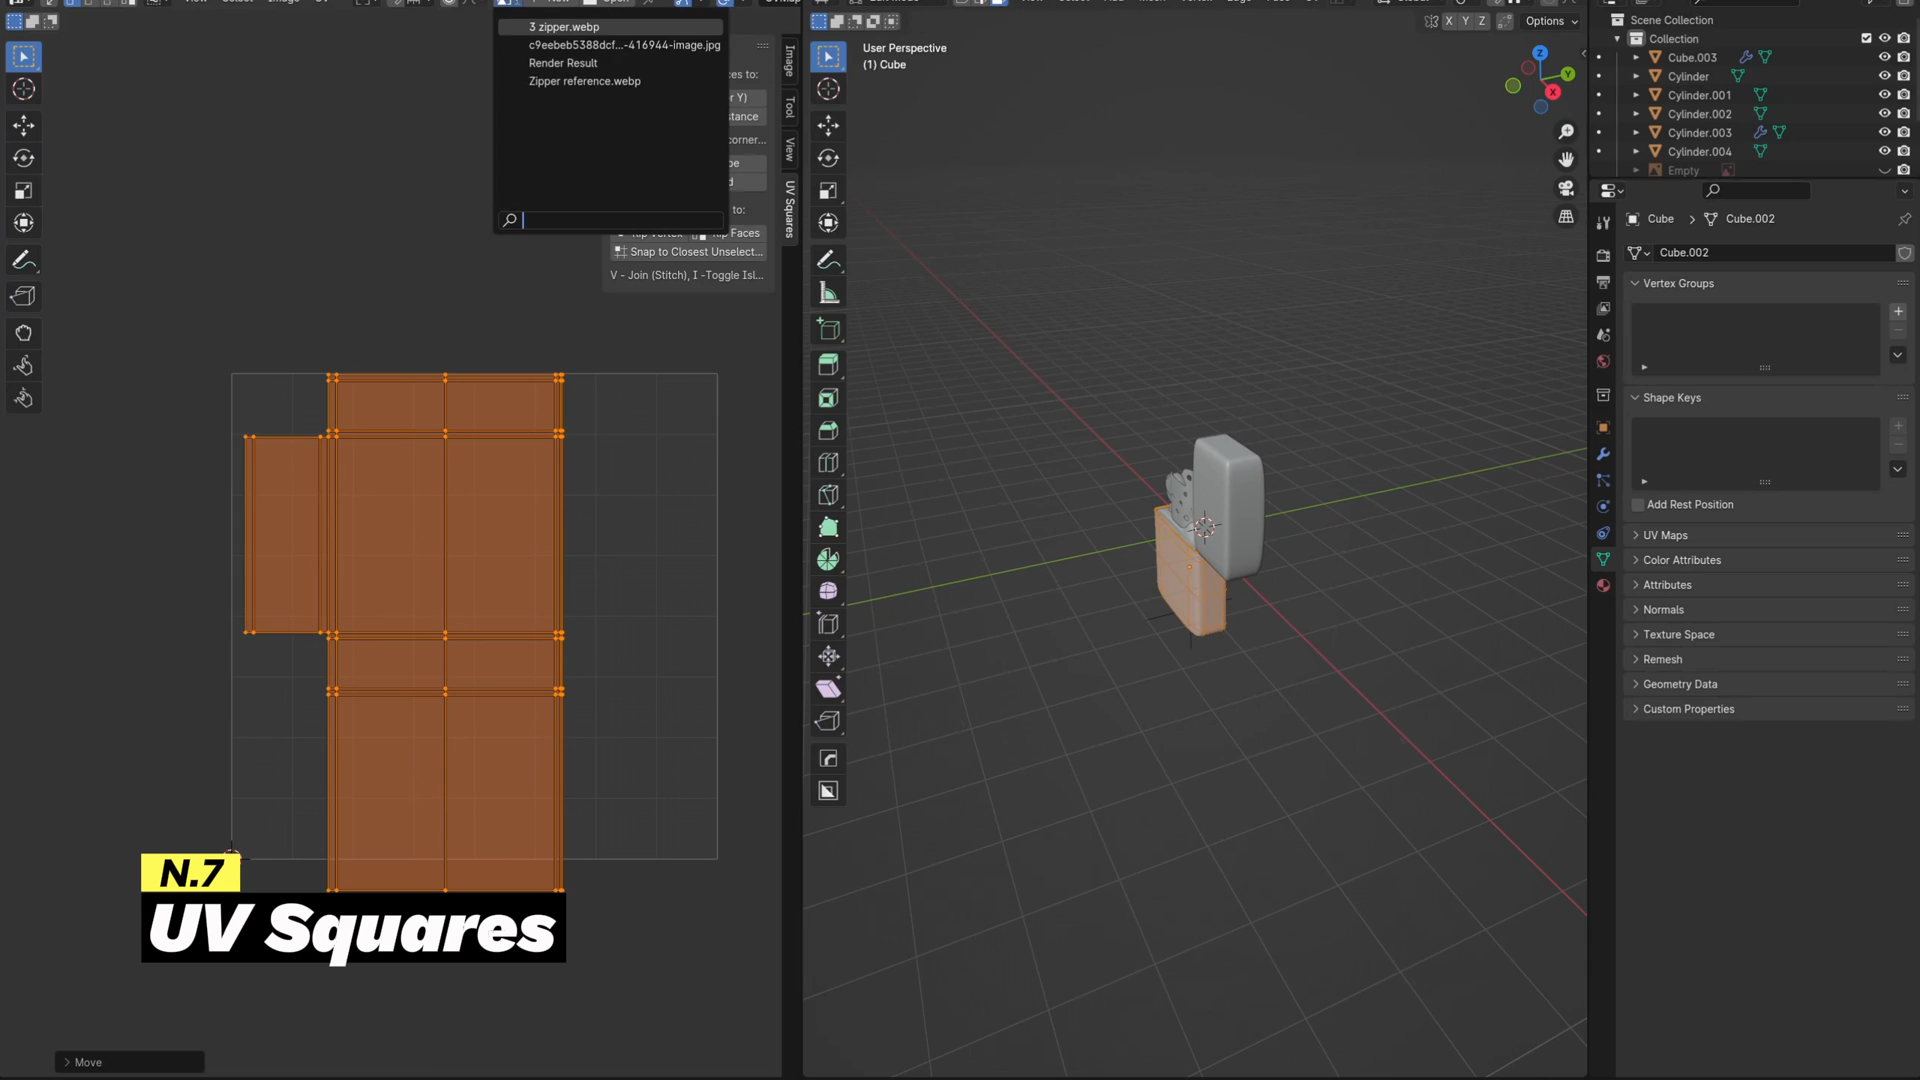 3 zipper.webp
c9eebeb5388dcf...-416944-image.jpg
Render Result
Zipper reference.webp
Image
Tool
View
UV Squares
Snap to Closest Unselect...
V - Join (Stitch), I -Toggle Isl...
N.7
UV Squares
Move
User Perspective
(1) Cube
X Y Z
Options
Z
Y
X
Scene Collection
Collection
Cube.003
Cylinder
Cylinder.001
Cylinder.002
Cylinder.003
Cylinder.004
Empty
Cube
Cube.002
Cube.002
Vertex Groups
Shape Keys
Add Rest Position
UV Maps
Color Attributes
Attributes
Normals
Texture Space
Remesh
Geometry Data
Custom Properties